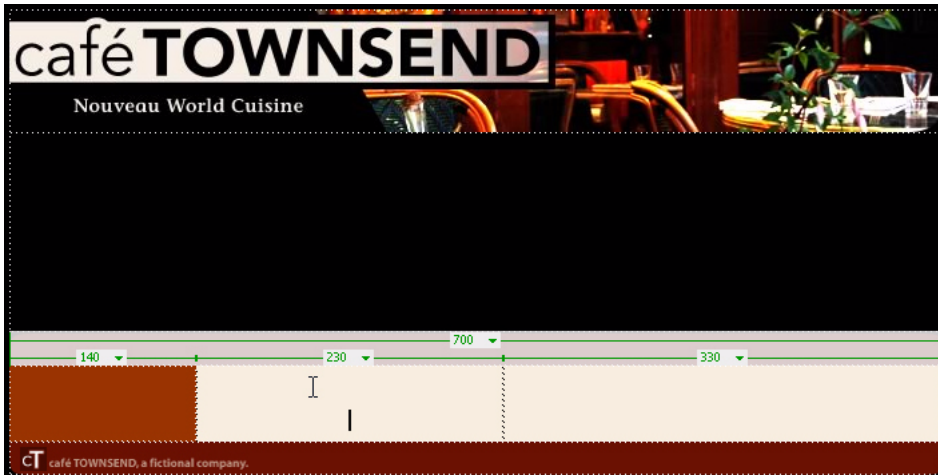 café TOWNSEND
Nouveau World Cuisine
700
140 230 330
cT café TOWNSEND, a fictional company.